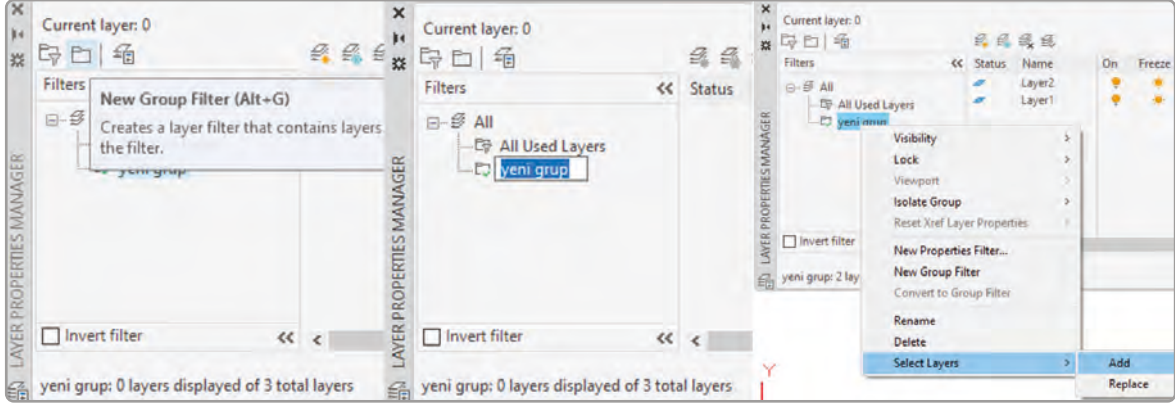 Current layer: 0
Filters
New Group Filter (Alt+G)
Creates a layer filter that contains layers
the filter.
yeni grup
Invert filter
yeni grup: 0 layers displayed of 3 total layers
LAYER PROPERTIES MANAGER
Current layer: 0
Filters
Status
All
All Used Layers
yeni grup
Invert filter
yeni grup: 0 layers displayed of 3 total layers
LAYER PROPERTIES MANAGER
Current layer: 0
Filters Status Name On Freeze
All Layer2
All Used Layers Layer1
yeni grup
Invert filter
yeni grup: 2 lay
LAYER PROPERTIES MANAGER
Visibility
Lock
Viewport
Isolate Group
Reset Xref Layer Properties
New Properties Filter...
New Group Filter
Convert to Group Filter
Rename
Delete
Select Layers
Add
Replace
Y